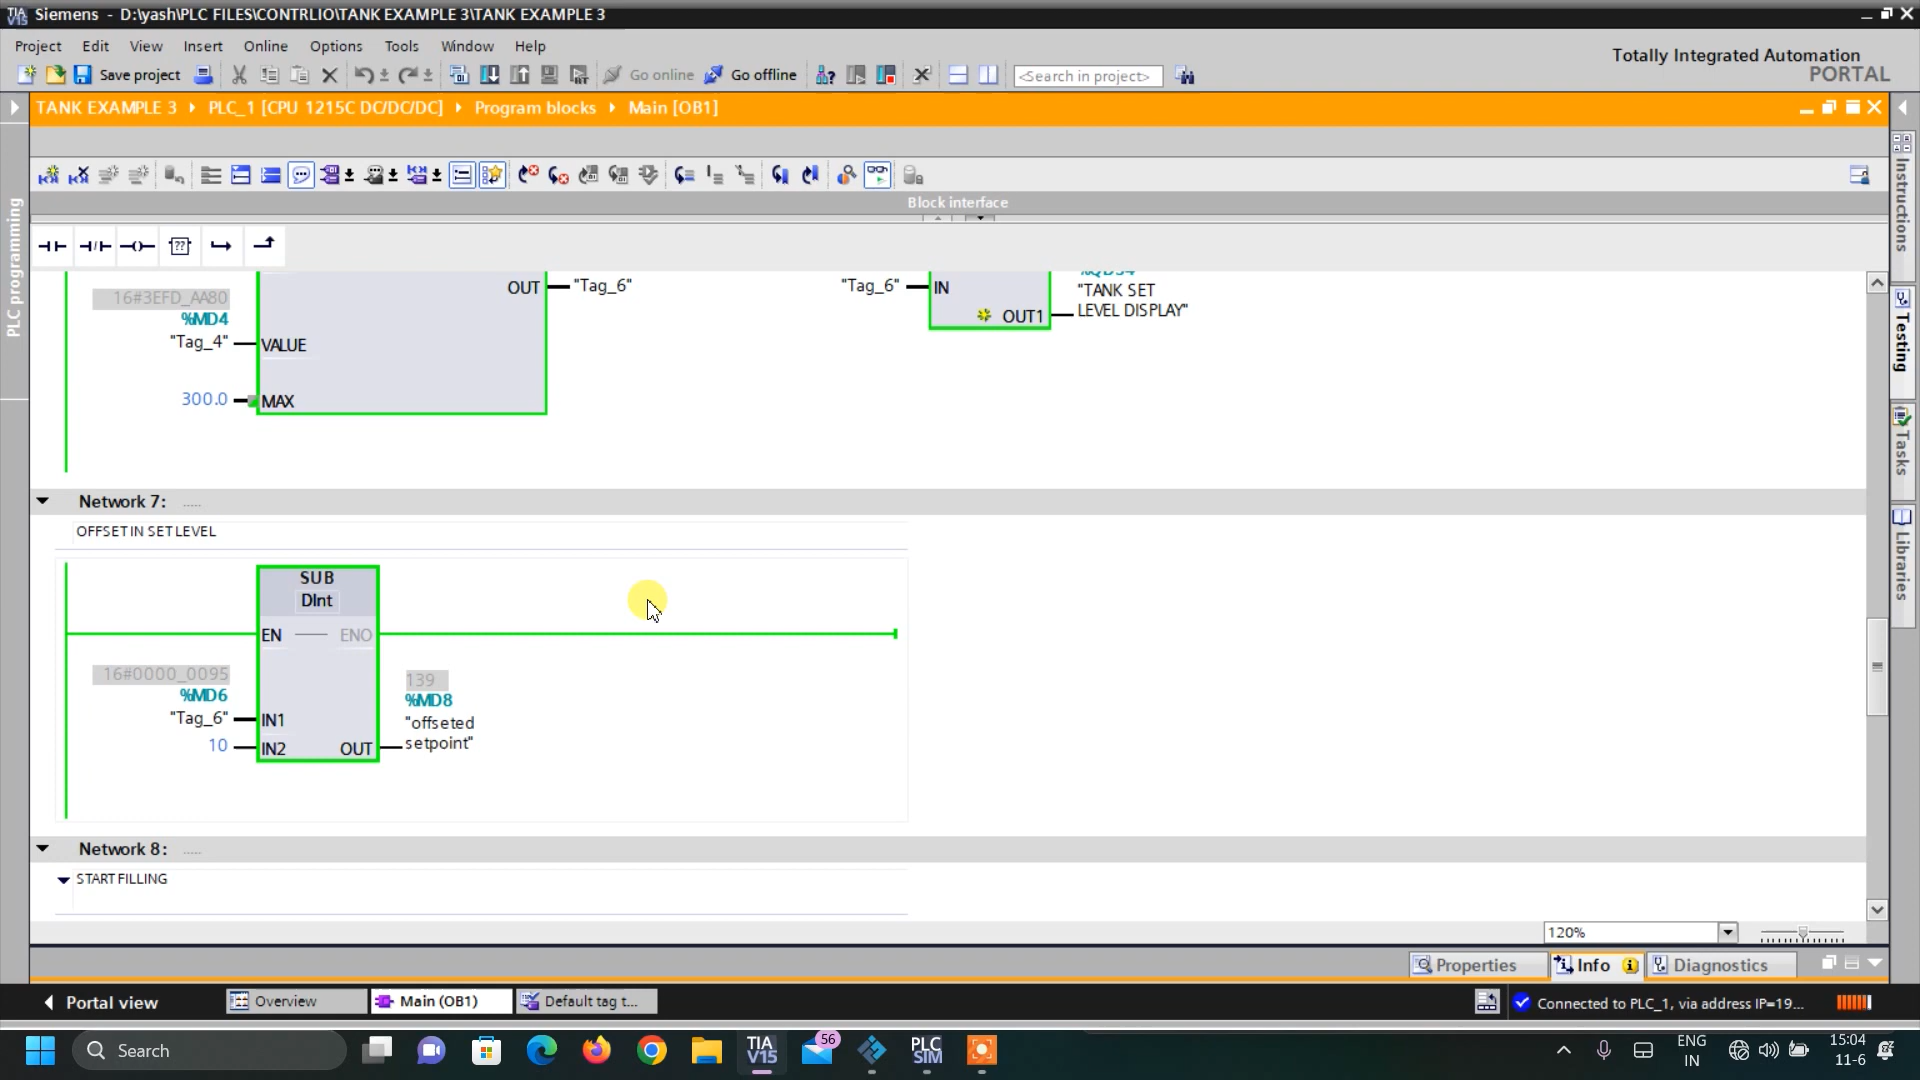 TIA V15 Siemens - D:\yash\PLC FILES\CONTRLIO\TANK EXAMPLE 3\TANK EXAMPLE 3
Project Edit View Insert Online Options Tools Window Help
Totally Integrated Automation
PORTAL
Save project Go online Go offline <Search in project>
TANK EXAMPLE 3 PLC_1 [CPU 1215C DC/DC/DC] Program blocks Main [OB1]
Block interface
??
PLC programming
Instructions
Testing
Tasks
Libraries
OUT "Tag_6" "Tag_6" IN
"TANK SET
LEVEL DISPLAY"
OUT1
16#3EFD_AA80
%MD4
"Tag_4" VALUE
300.0 MAX
Network 7: .....
OFFSET IN SET LEVEL
SUB
DInt
EN ENO
16#0000_0095
%MD6
"Tag_6" IN1
10 IN2 OUT
139
%MD8
"offseted
setpoint"
Network 8: .....
START FILLING
120%
Properties Info Diagnostics
Portal view Overview Main (OB1) Default tag t... Connected to PLC_1, via address IP=19...
Search TIA V15 56 PLC SIM
ENG
IN
15:04
11-6